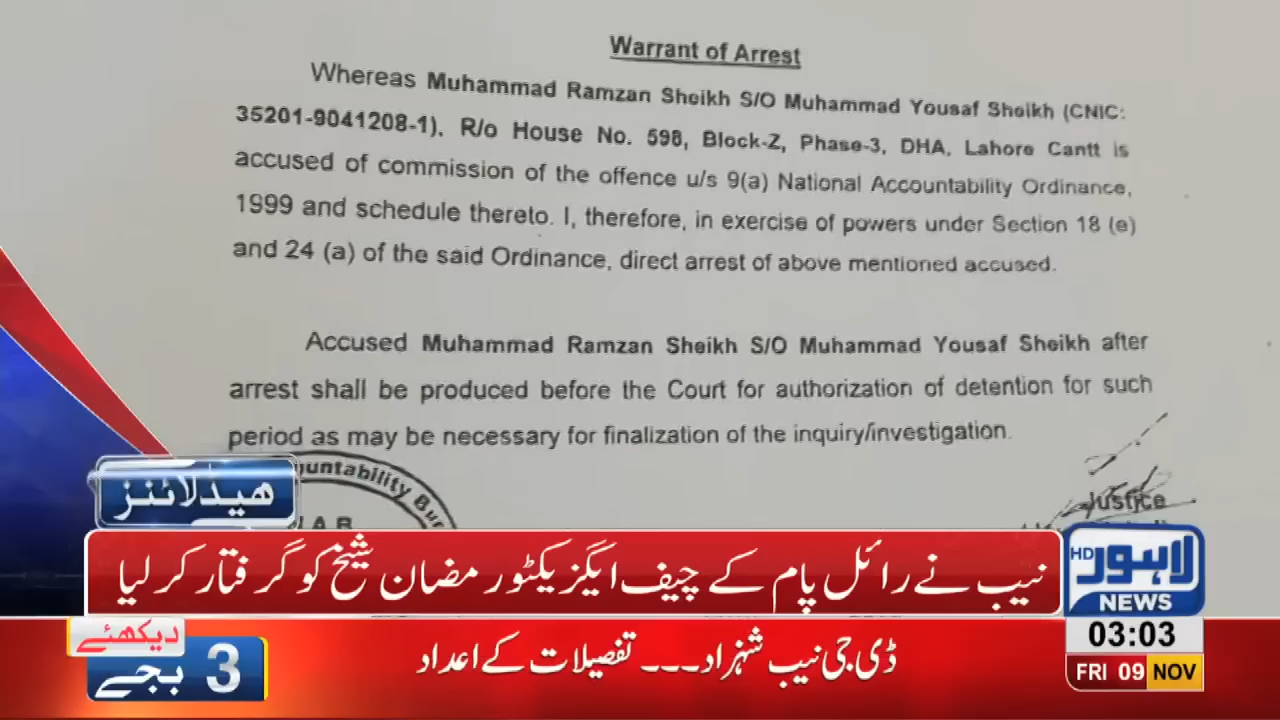 Warrant of Arrest
Whereas Muhammad Ramzan Sheikh S/O Muhammad Yousaf Sheikh (CNIC:
35201-9041208-1). R/o House No. 598, Block-Z, Phase-3, DHA, Lahore Cantt is
accused of commission of the offence u/s 9(a) National Accountability Ordinance,
1999 and schedule thereto. I, therefore, in exercise of powers under Section 18 (e)
and 24 (a) of the said Ordinance, direct arrest of above mentioned accused.
Accused Muhammad Ramzan Sheikh S/O Muhammad Yousaf Sheikh after
arrest shall be produced before the Court for authorization of detention for such
period as may be necessary for finalization of the inquiry/investigation.
Justice
ہیڈلائنز
نیب نے رائل پام کے چیف ایگزیکٹور مضان شیخ کو گرفتار کر لیا
HD لاہور
NEWS
03:03
FRI 09 NOV
دیکھئے
3 بجے
ڈی جی نیب شہزاد۔۔۔ تفصیلات کے اعداد